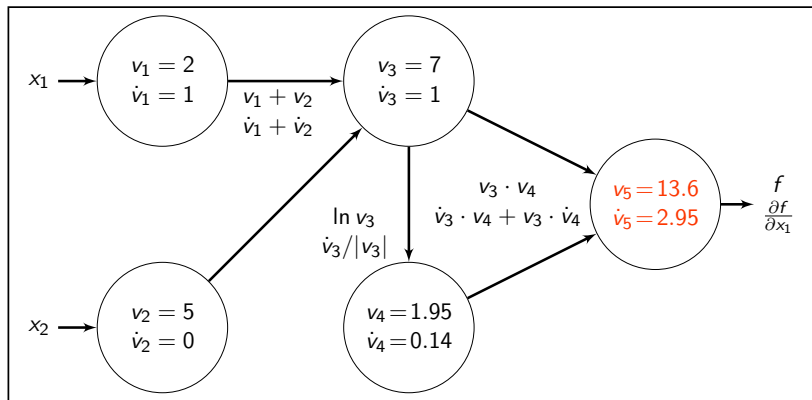 x₁
v₁ = 2
v̇₁ = 1
v₁ + v₂
v̇₁ + v̇₂
v₃ = 7
v̇₃ = 1
v₃ · v₄
v̇₃ · v₄ + v₃ · v̇₄
v₅ = 13.6
v̇₅ = 2.95
f
∂f/∂x₁
ln v₃
v̇₃/|v₃|
x₂
v₂ = 5
v̇₂ = 0
v₄ = 1.95
v̇₄ = 0.14